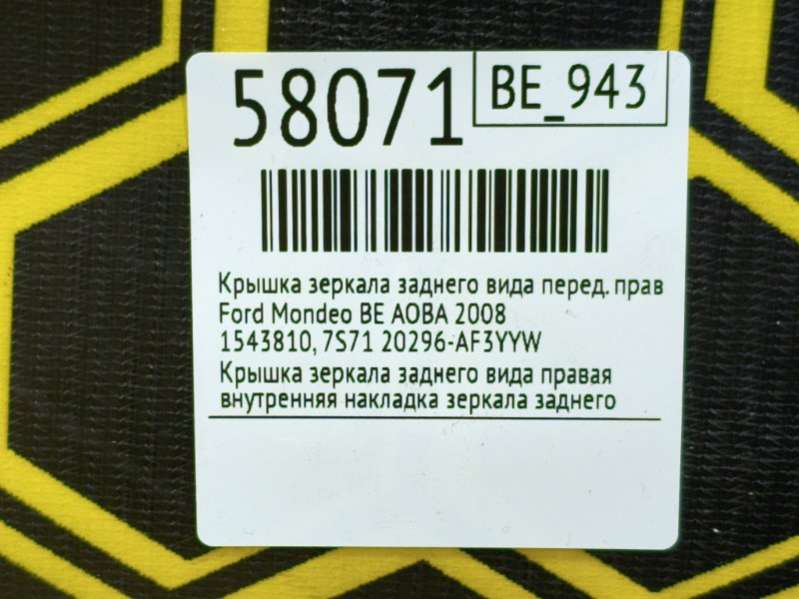 58071
BE_943
Крышка зеркала заднего вида перед. прав
Ford Mondeo BE AOBA 2008
1543810, 7S71 20296-AF3YYW
Крышка зеркала заднего вида правая
внутренняя накладка зеркала заднего